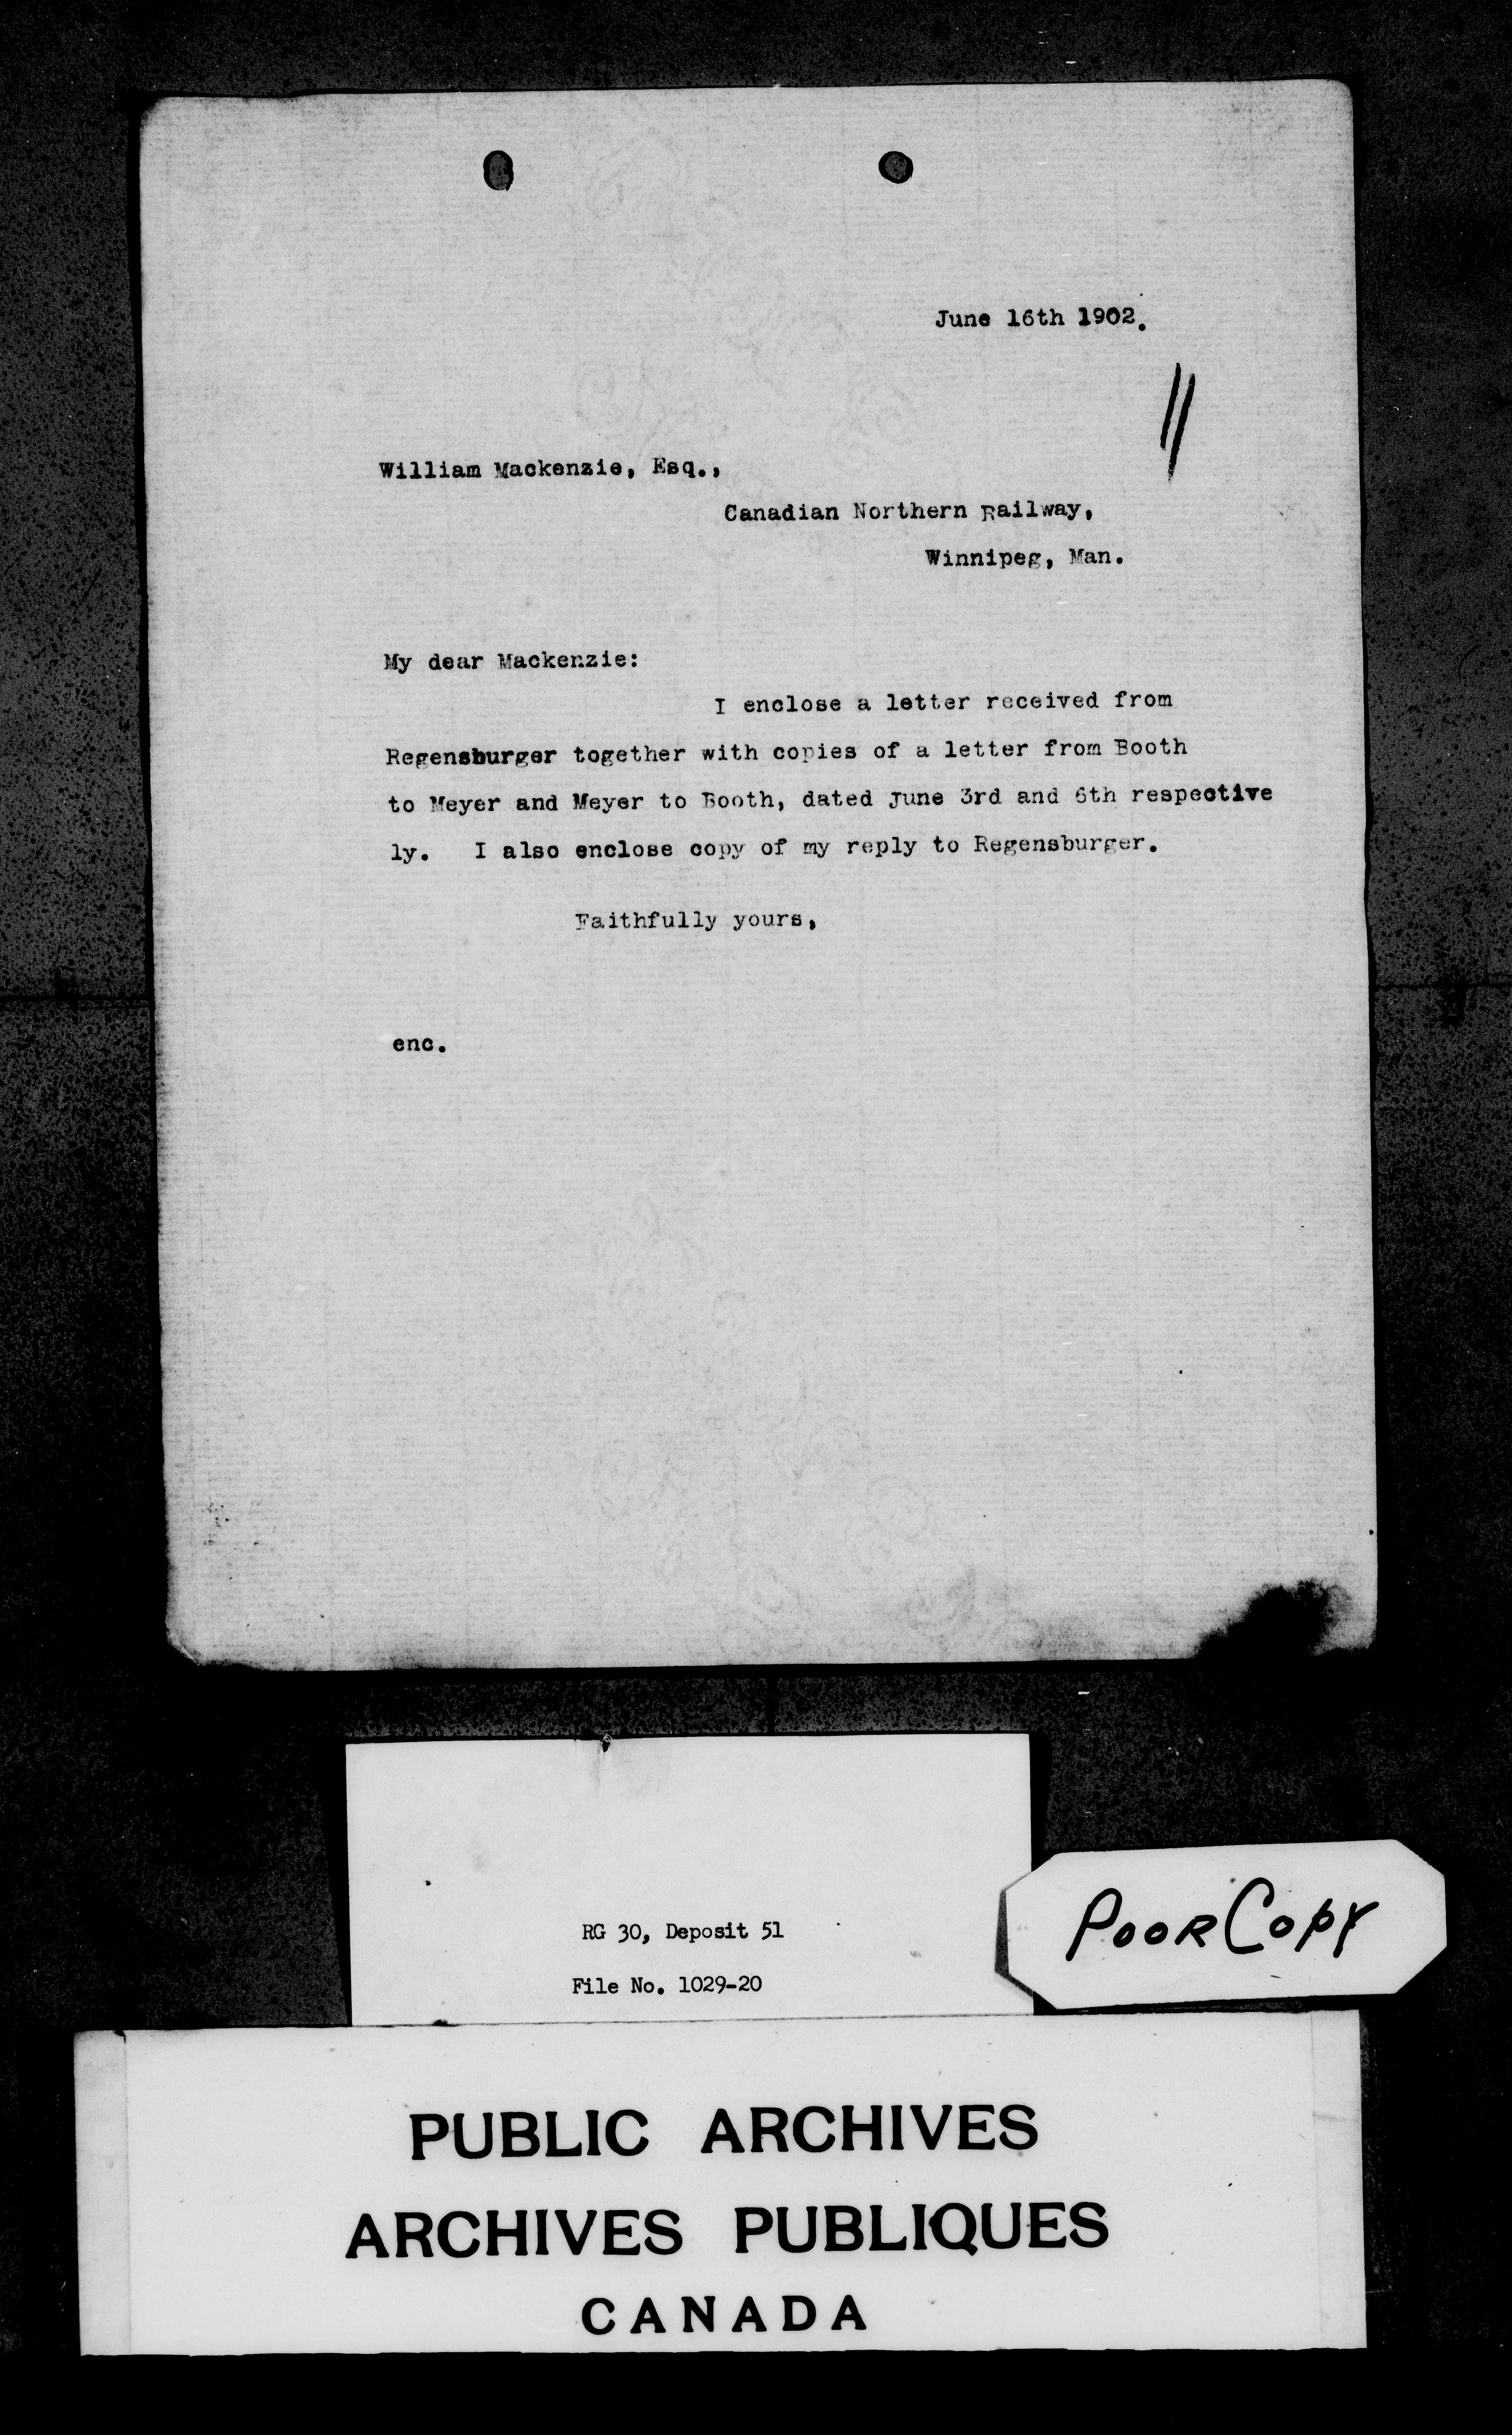 June 16th 1902.
William Mackenzie, Esq.,
Canadian Northern Railway,
Winnipeg, Man.
My dear Mackenzie:
I enclose a letter received from
Regensburger together with copies of a letter from Booth
to Meyer and Meyer to Booth, dated June 3rd and 6th respective
ly. I also enclose copy of my reply to Regensburger.
Faithfully yours,
enc.
RG 30, Deposit 51
File No. 1029-20
POOR COPY
PUBLIC ARCHIVES
ARCHIVES PUBLIQUES
CANADA